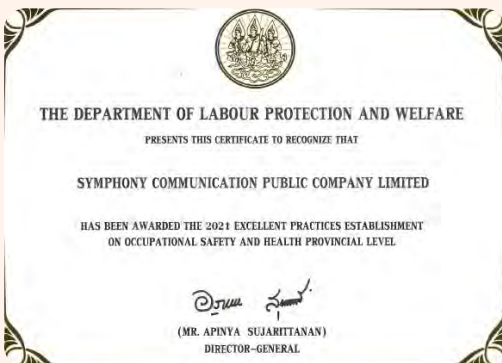 THE DEPARTMENT OF LABOUR PROTECTION AND WELFARE
PRESENTS THIS CERTIFICATE TO RECOGNIZE THAT
SYMPHONY COMMUNICATION PUBLIC COMPANY LIMITED
HAS BEEN AWARDED THE 2021 EXCELLENT PRACTICES ESTABLISHMENT
ON OCCUPATIONAL SAFETY AND HEALTH PROVINCIAL LEVEL
(MR. APINYA SUJARITTANAN)
DIRECTOR-GENERAL